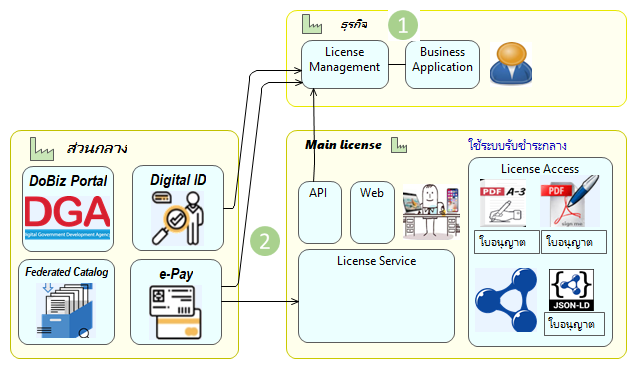 ธุรกิจ
1
License
Management
Business
Application
ส่วนกลาง
DoBiz Portal
DGA
Digital Government Development Agency
Digital ID
Federated Catalog
e-Pay
2
Main license
ใช้ระบบรับชำระกลาง
API
Web
License Service
License Access
PDF A-3
PDF
sign me
ใบอนุญาต
ใบอนุญาต
JSON-LD
ใบอนุญาต